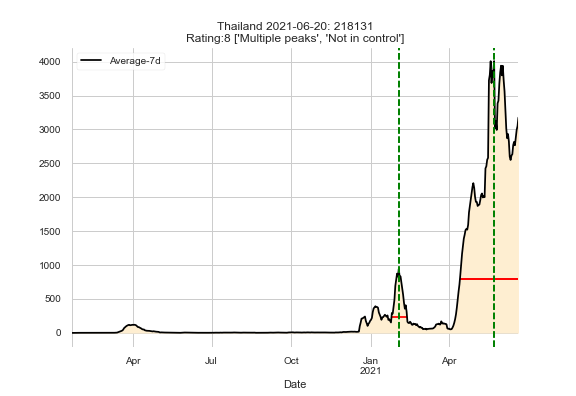 Thailand 2021-06-20: 218131
Rating:8 ['Multiple peaks', 'Not in control']
Average-7d
4000
3500
3000
2500
2000
1500
1000
500
0
Apr
Jul
Oct
Jan
2021
Apr
Date